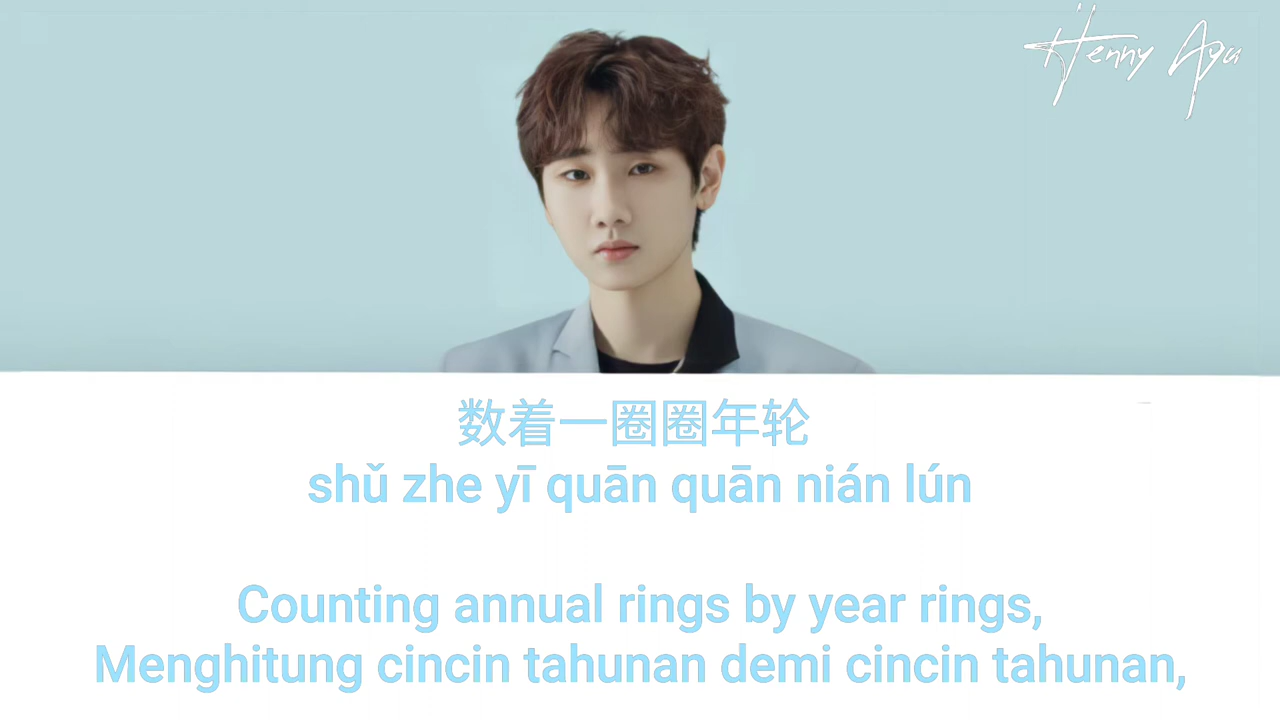 Henny Ayu
数着一圈圈年轮
shǔ zhe yī quān quān nián lún
Counting annual rings by year rings,
Menghitung cincin tahunan demi cincin tahunan,